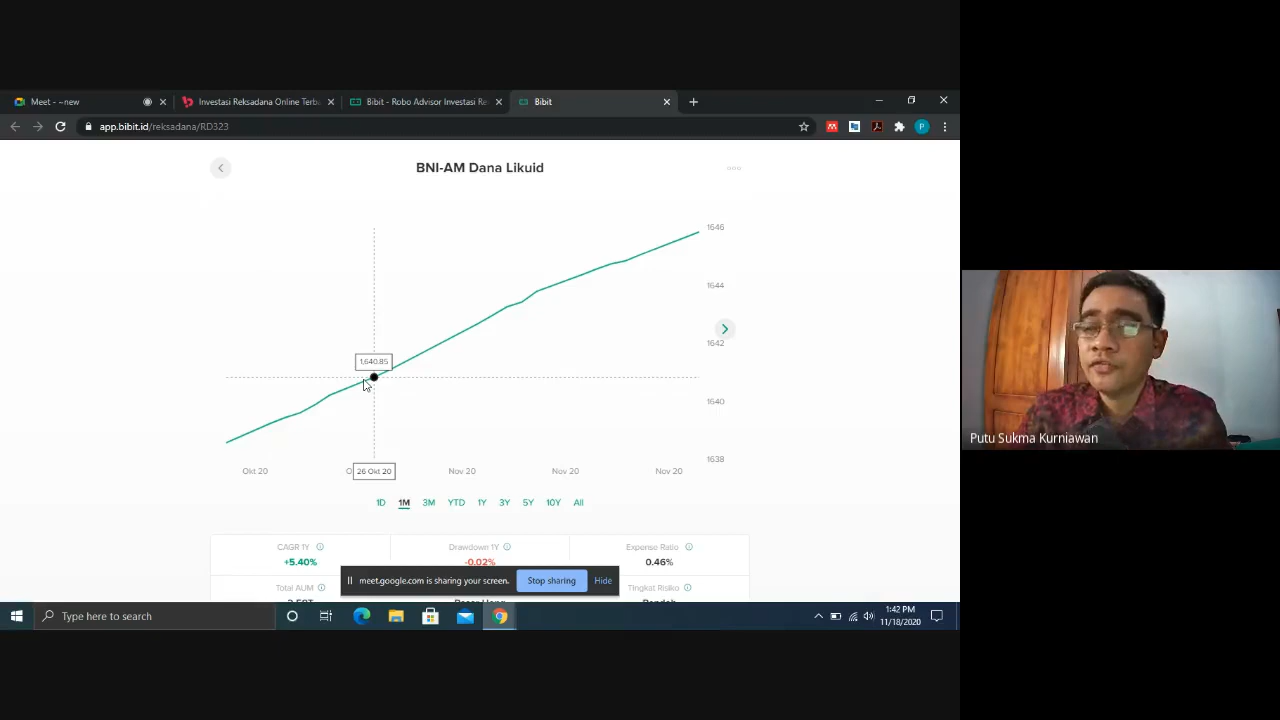 Meet - ~new
Investasi Reksadana Online Terba
Bibit - Robo Advisor Investasi Re
Bibit
app.bibit.id/reksadana/RD323
P
BNI-AM Dana Likuid
1646
1644
1642
1,640.85
1640
1638
Okt 20
26 Okt 20
Nov 20
Nov 20
Nov 20
1D 1M 3M YTD 1Y 3Y 5Y 10Y All
CAGR 1Y
Drawdown 1Y
Expense Ratio
+5.40%
-0.02%
0.46%
Total AUM
Tingkat Risiko
meet.google.com is sharing your screen.
Stop sharing
Hide
Putu Sukma Kurniawan
Type here to search
1:42 PM
11/18/2020